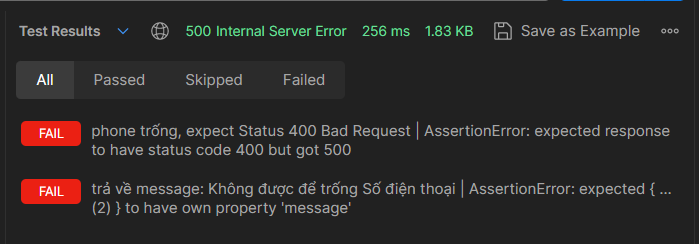 Test Results 500 Internal Server Error 256 ms 1.83 KB Save as Example
All Passed Skipped Failed
FAIL phone trống, expect Status 400 Bad Request | AssertionError: expected response
to have status code 400 but got 500
FAIL trả về message: Không được để trống Số điện thoại | AssertionError: expected { …
(2) } to have own property 'message'